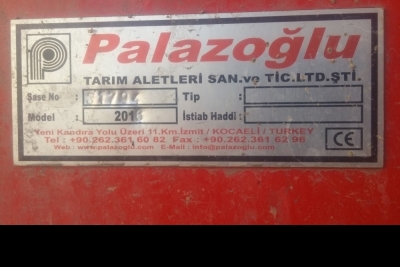 Palazoğlu
TARIM ALETLERİ SAN.ve TİC.LTD.ŞTİ.
Şase No Tip
Model 2013 İstiab Haddi:
Yeni Kandıra Yolu Üzeri 11.Km.İzmit / KOCAELİ / TURKEY
Tel : +90.262.361 60 82 Fax : +90.262.361 62 96
Web : www.palazoglu.com E-Mail : info@palazoglu.com
CE